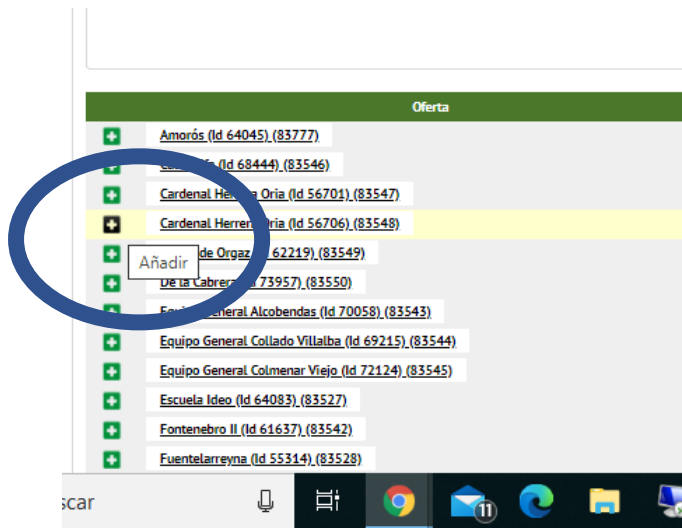 Oferta
Amorós (Id 64045) (83777)
(Id 68444) (83546)
Cardenal Herrera Oria (Id 56701) (83547)
Cardenal Herrera Oria (Id 56706) (83548)
de Orgaz 62219) (83549)
Añadir
De la Cabrera 73957) (83550)
Equipo General Alcobendas (Id 70058) (83543)
Equipo General Collado Villalba (Id 69215) (83544)
Equipo General Colmenar Viejo (Id 72124) (83545)
Escuela Ideo (Id 64083) (83527)
Fontenebro II (Id 61637) (83542)
Fuentelarreyna (Id 55314) (83528)
scar
11